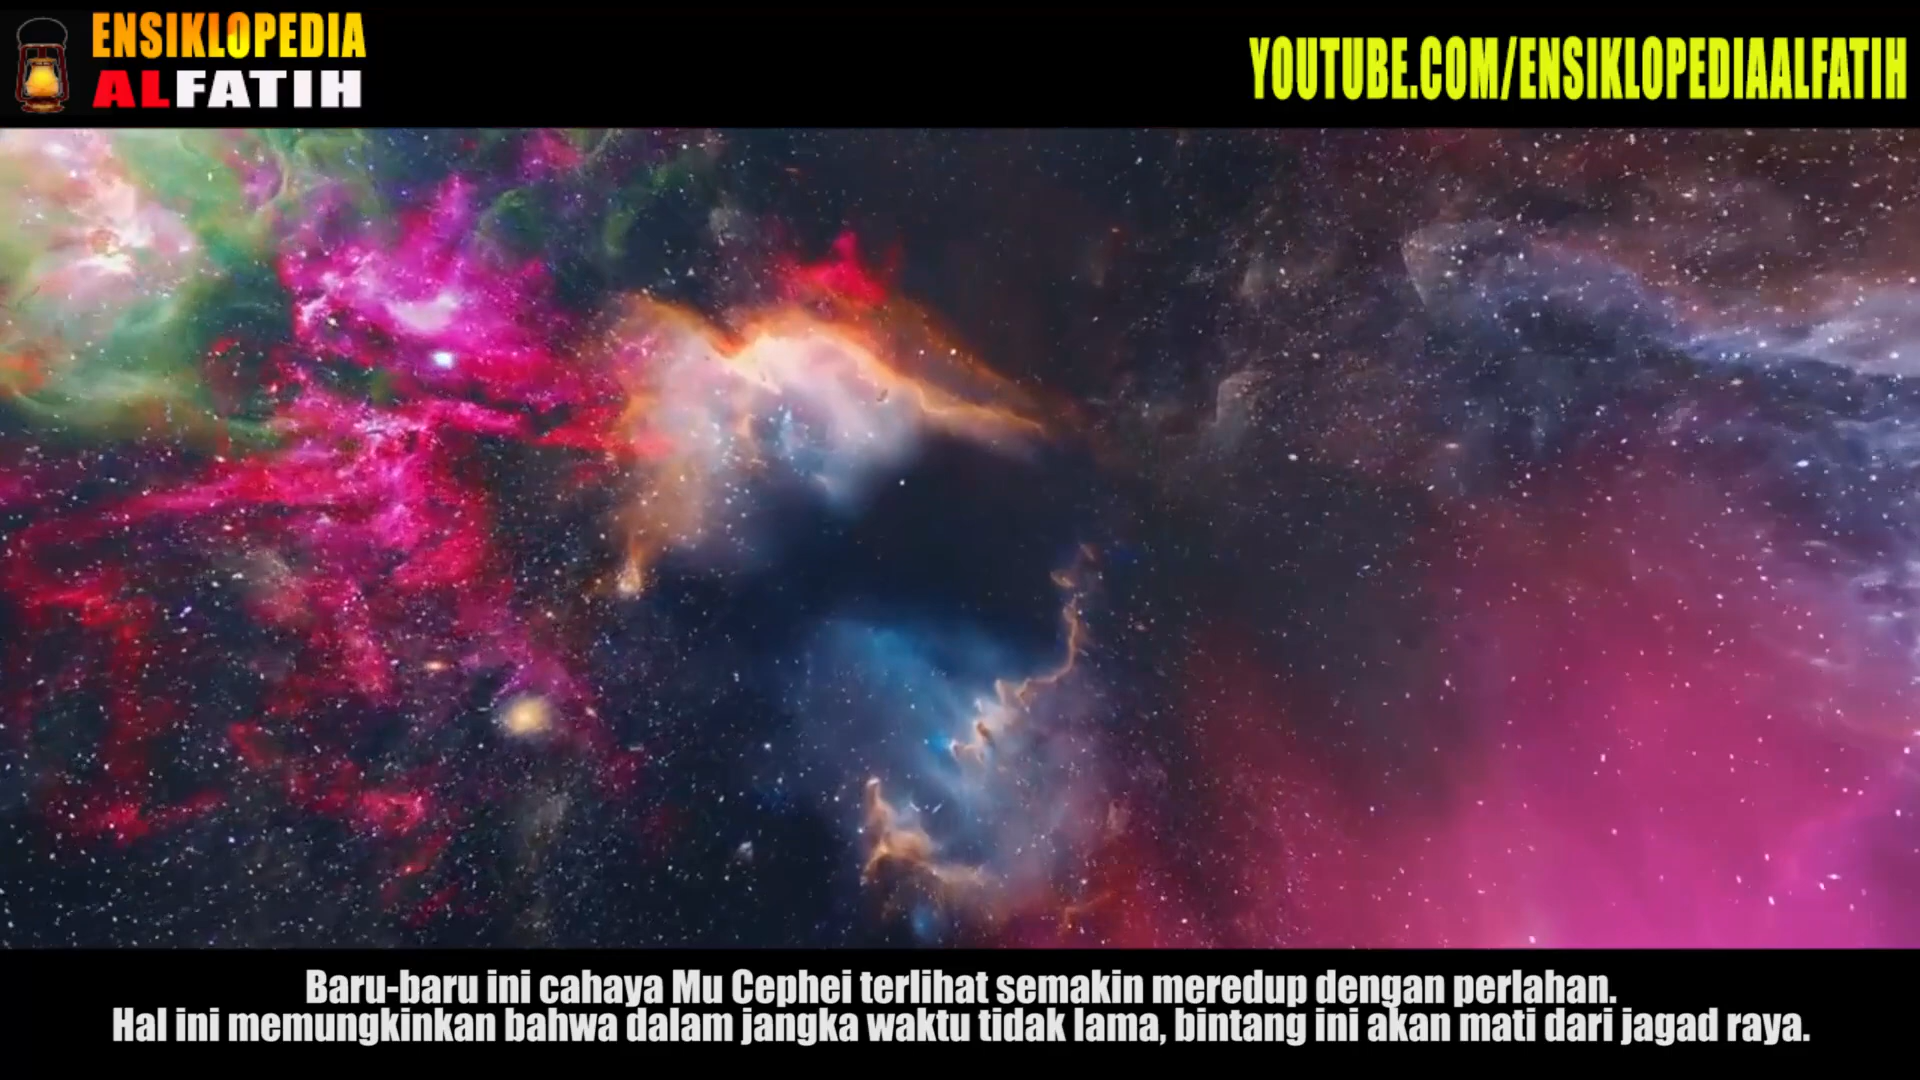 ENSIKLOPEDIA
ALFATIH
YOUTUBE.COM/ENSIKLOPEDIAALFATIH
Baru-baru ini cahaya Mu Cephei terlihat semakin meredup dengan perlahan.
Hal ini memungkinkan bahwa dalam jangka waktu tidak lama, bintang ini akan mati dari jagad raya.